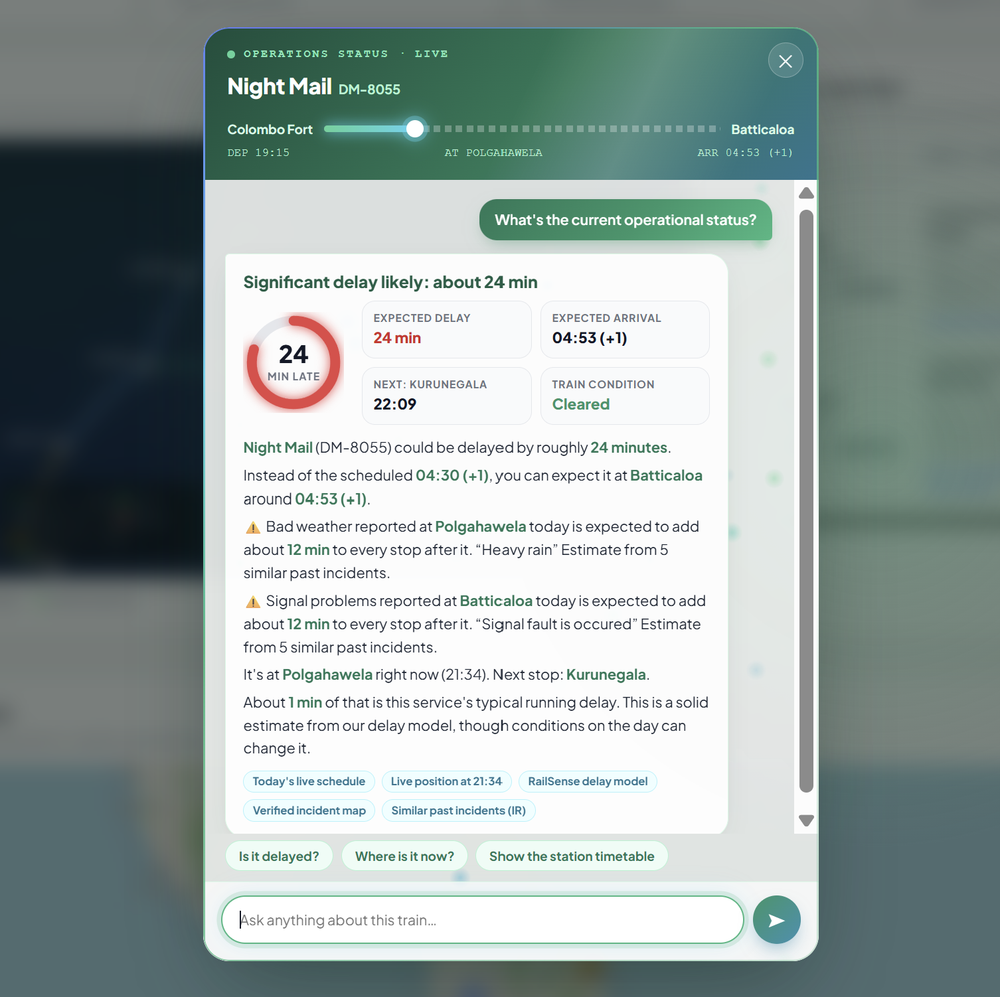 OPERATIONS STATUS · LIVE
Night Mail DM-8055
Colombo Fort Batticaloa
DEP 19:15 AT POLGAHAWELA ARR 04:53 (+1)
What's the current operational status?
Significant delay likely: about 24 min
24
MIN LATE
EXPECTED DELAY
24 min
EXPECTED ARRIVAL
04:53 (+1)
NEXT: KURUNEGALA
22:09
TRAIN CONDITION
Cleared
Night Mail (DM-8055) could be delayed by roughly 24 minutes.
Instead of the scheduled 04:30 (+1), you can expect it at Batticaloa
around 04:53 (+1).
⚠️ Bad weather reported at Polgahawela today is expected to add
about 12 min to every stop after it. “Heavy rain” Estimate from 5
similar past incidents.
⚠️ Signal problems reported at Batticaloa today is expected to add
about 12 min to every stop after it. “Signal fault is occured” Estimate
from 5 similar past incidents.
It's at Polgahawela right now (21:34). Next stop: Kurunegala.
About 1 min of that is this service's typical running delay. This is a solid
estimate from our delay model, though conditions on the day can
change it.
Today's live schedule Live position at 21:34 RailSense delay model
Verified incident map Similar past incidents (IR)
Is it delayed? Where is it now? Show the station timetable
Ask anything about this train...